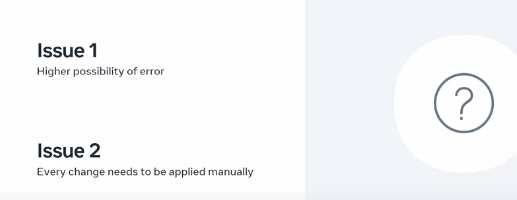 Issue 1
Higher possibility of error
Issue 2
Every change needs to be applied manually
?